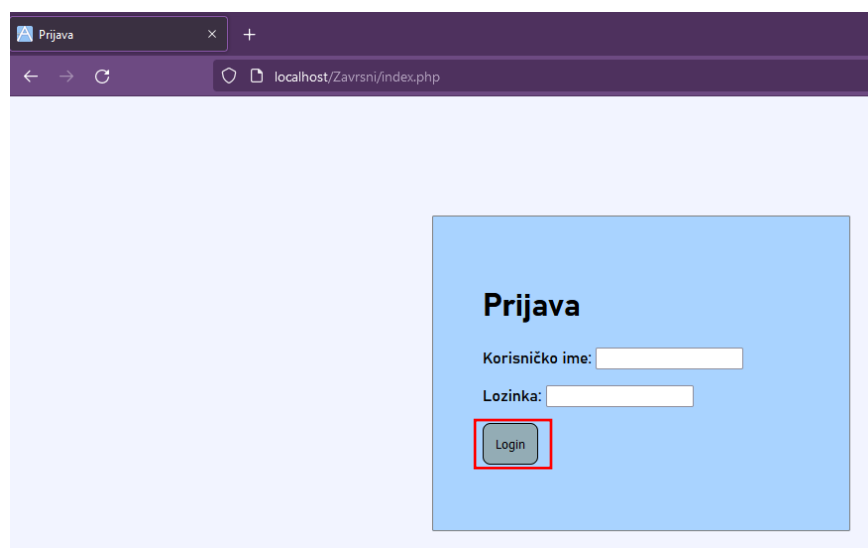 Prijava
localhost/Zavrsni/index.php
Prijava
Korisničko ime:
Lozinka:
Login